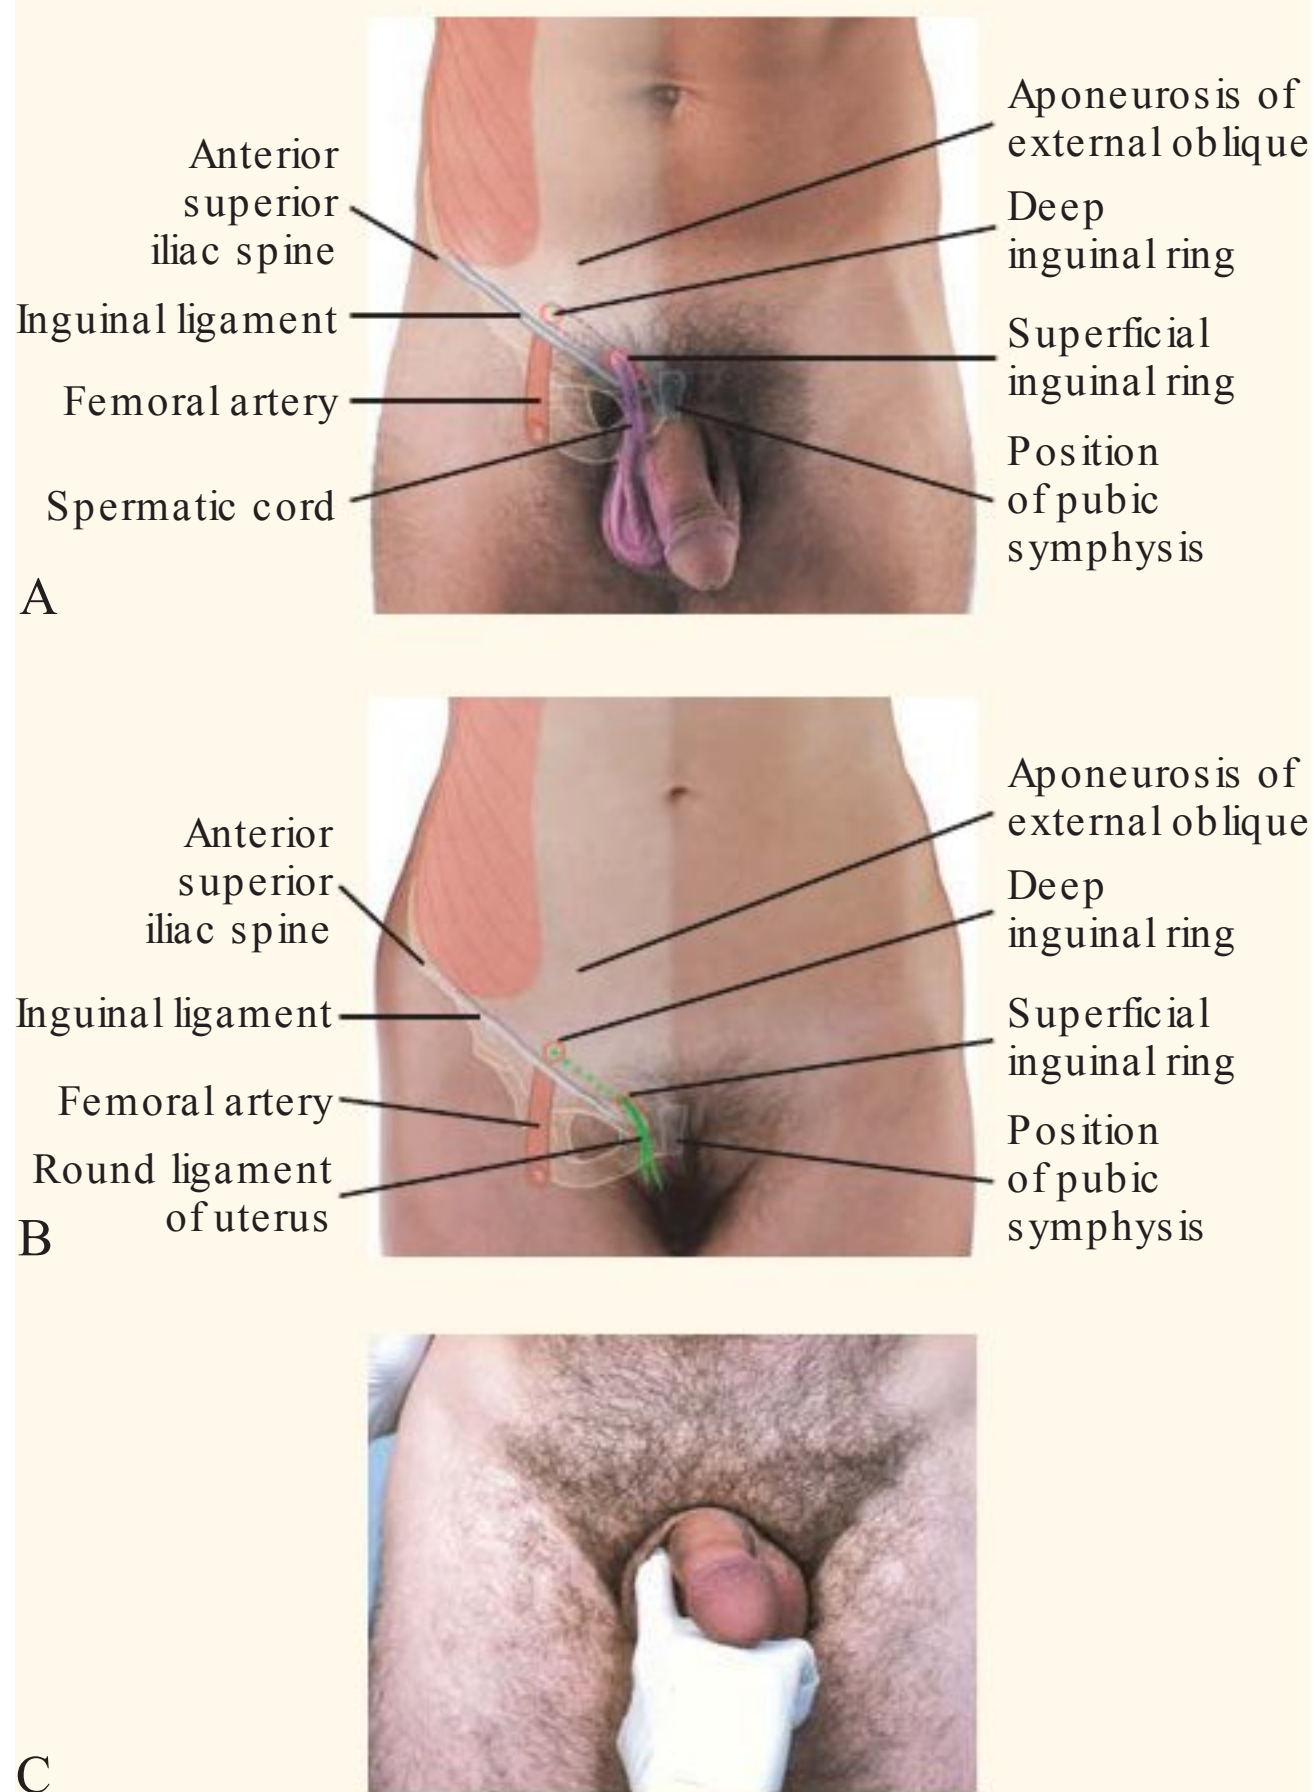 Anterior
superior
iliac spine
Inguinal ligament
Femoral artery
Spermatic cord
Aponeurosis of
external oblique
Deep
inguinal ring
Superficial
inguinal ring
Position
of pubic
symphysis
A
Anterior
superior
iliac spine
Inguinal ligament
Femoral artery
Round ligament
of uterus
Aponeurosis of
external oblique
Deep
inguinal ring
Superficial
inguinal ring
Position
of pubic
symphysis
B
C